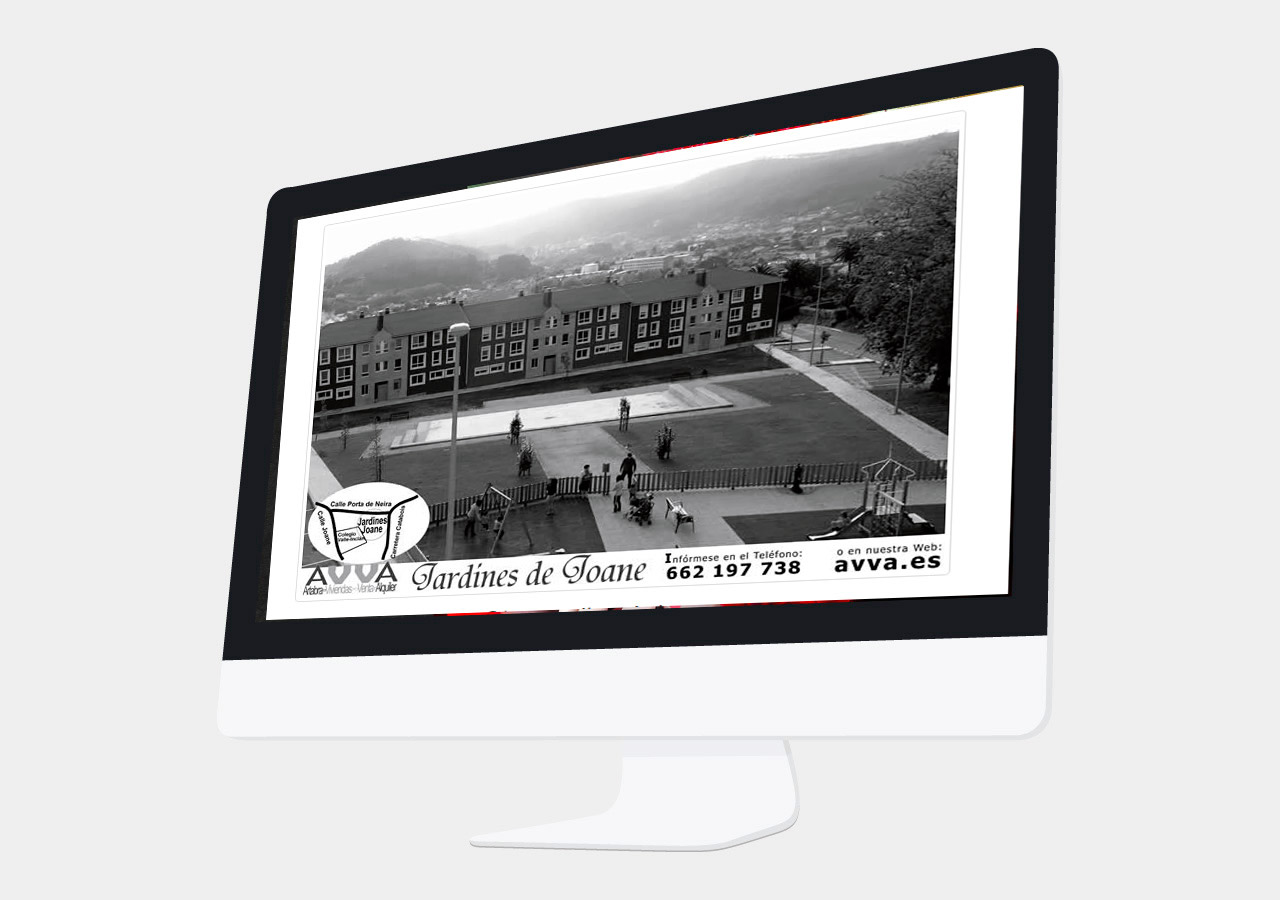 Calle Porta de Neira
Calle Joane
Jardines
Joane
Colegio
Valle-Inclán
Carretera Catabois
AVVA
Artabra-Viviendas - Venta-Alquiler
Jardines de Joane
Infórmese en el Teléfono:
662 197 738
o en nuestra Web:
avva.es